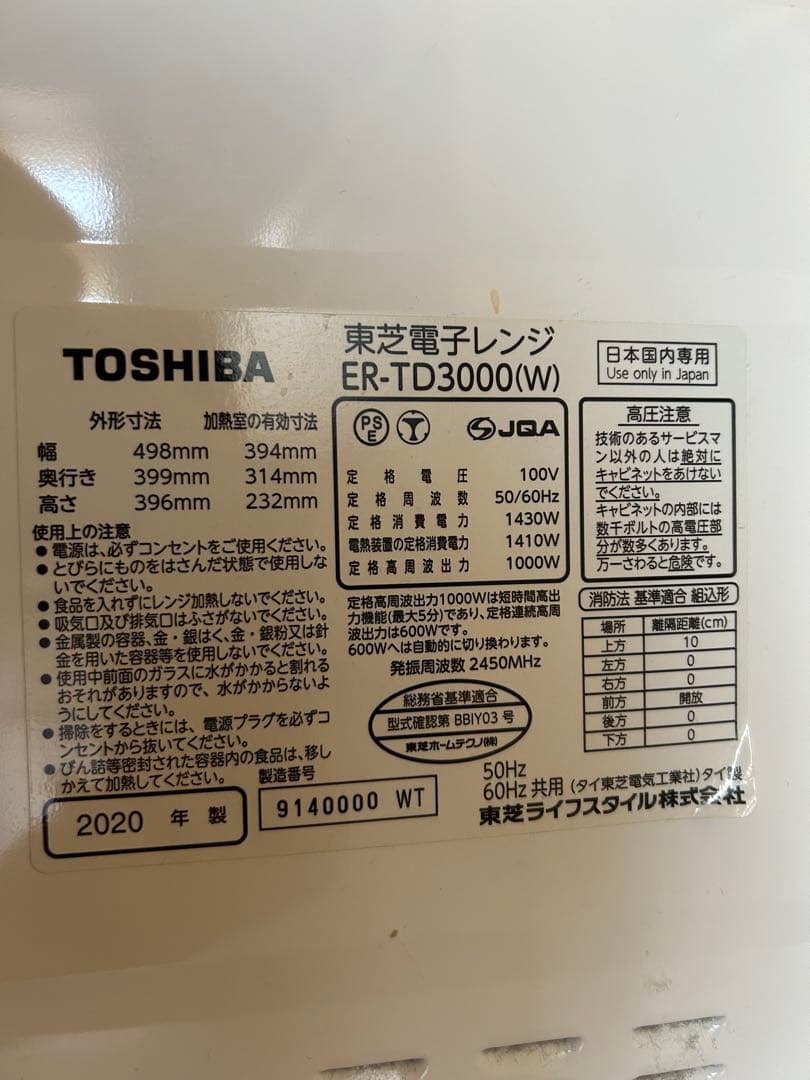 TOSHIBA
東芝電子レンジ
ER-TD3000(W)
日本国内専用
Use only in Japan
外形寸法 加熱室の有効寸法
幅 498mm 394mm
奥行き 399mm 314mm
高さ 396mm 232mm
使用上の注意
●電源は、必ずコンセントをご使用ください。
●とびらにものをはさんだ状態で使用しな
いでください。
●食品を入れずにレンジ加熱しないでください。
●吸気口及び排気口はふさがないでください。
●金属製の容器、金・銀はく、金・銀粉又は針
金を用いた容器等を使用しないでください。
●使用中前面のガラスに水がかかると割れる
おそれがありますので、水がかからないよ
うにしてください。
●掃除をするときには、電源プラグを必ずコ
ンセントから抜いてください。
●びん詰等密封された容器内の食品は、移し
かえて加熱してください。
2020 年 製
製造番号
9140000 WT
PS
E
JQA
定格電圧 100V
定格周波数 50/60Hz
定格消費電力 1430W
電熱装置の定格消費電力 1410W
定格高周波出力 1000W
定格高周波出力1000Wは短時間高出
力機能(最大5分)であり、定格連続高周
波出力は600Wです。
600Wへは自動的に切り換わります。
発振周波数 2450MHz
総務省基準適合
型式確認第 BBIY03 号
東芝ホームテクノ(株)
高圧注意
技術のあるサービスマ
ン以外の人は絶対に
キャビネットをあけない
でください。
キャビネットの内部には
数千ボルトの高電圧部
分が数多くあります。
万一さわると危険です。
消防法 基準適合 組込形
場所 離隔距離(cm)
上方 10
左方 0
右方 0
前方 開放
後方 0
下方 0
50Hz
60Hz 共用 (タイ東芝電気工業社)タイ製
東芝ライフスタイル株式会社